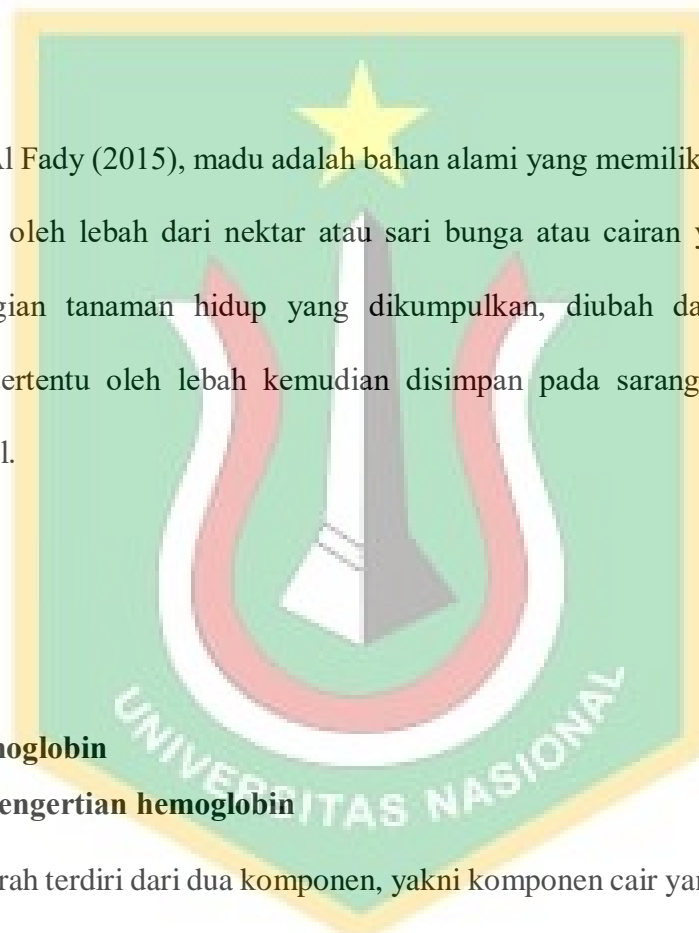 Al Fady (2015), madu adalah bahan alami yang memilik
oleh lebah dari nektar atau sari bunga atau cairan y
gian tanaman hidup yang dikumpulkan, diubah da
tertentu oleh lebah kemudian disimpan pada sarang
l.
UNIVERSITAS NASIONAL
moglobin
engertian hemoglobin
rah terdiri dari dua komponen, yakni komponen cair yan